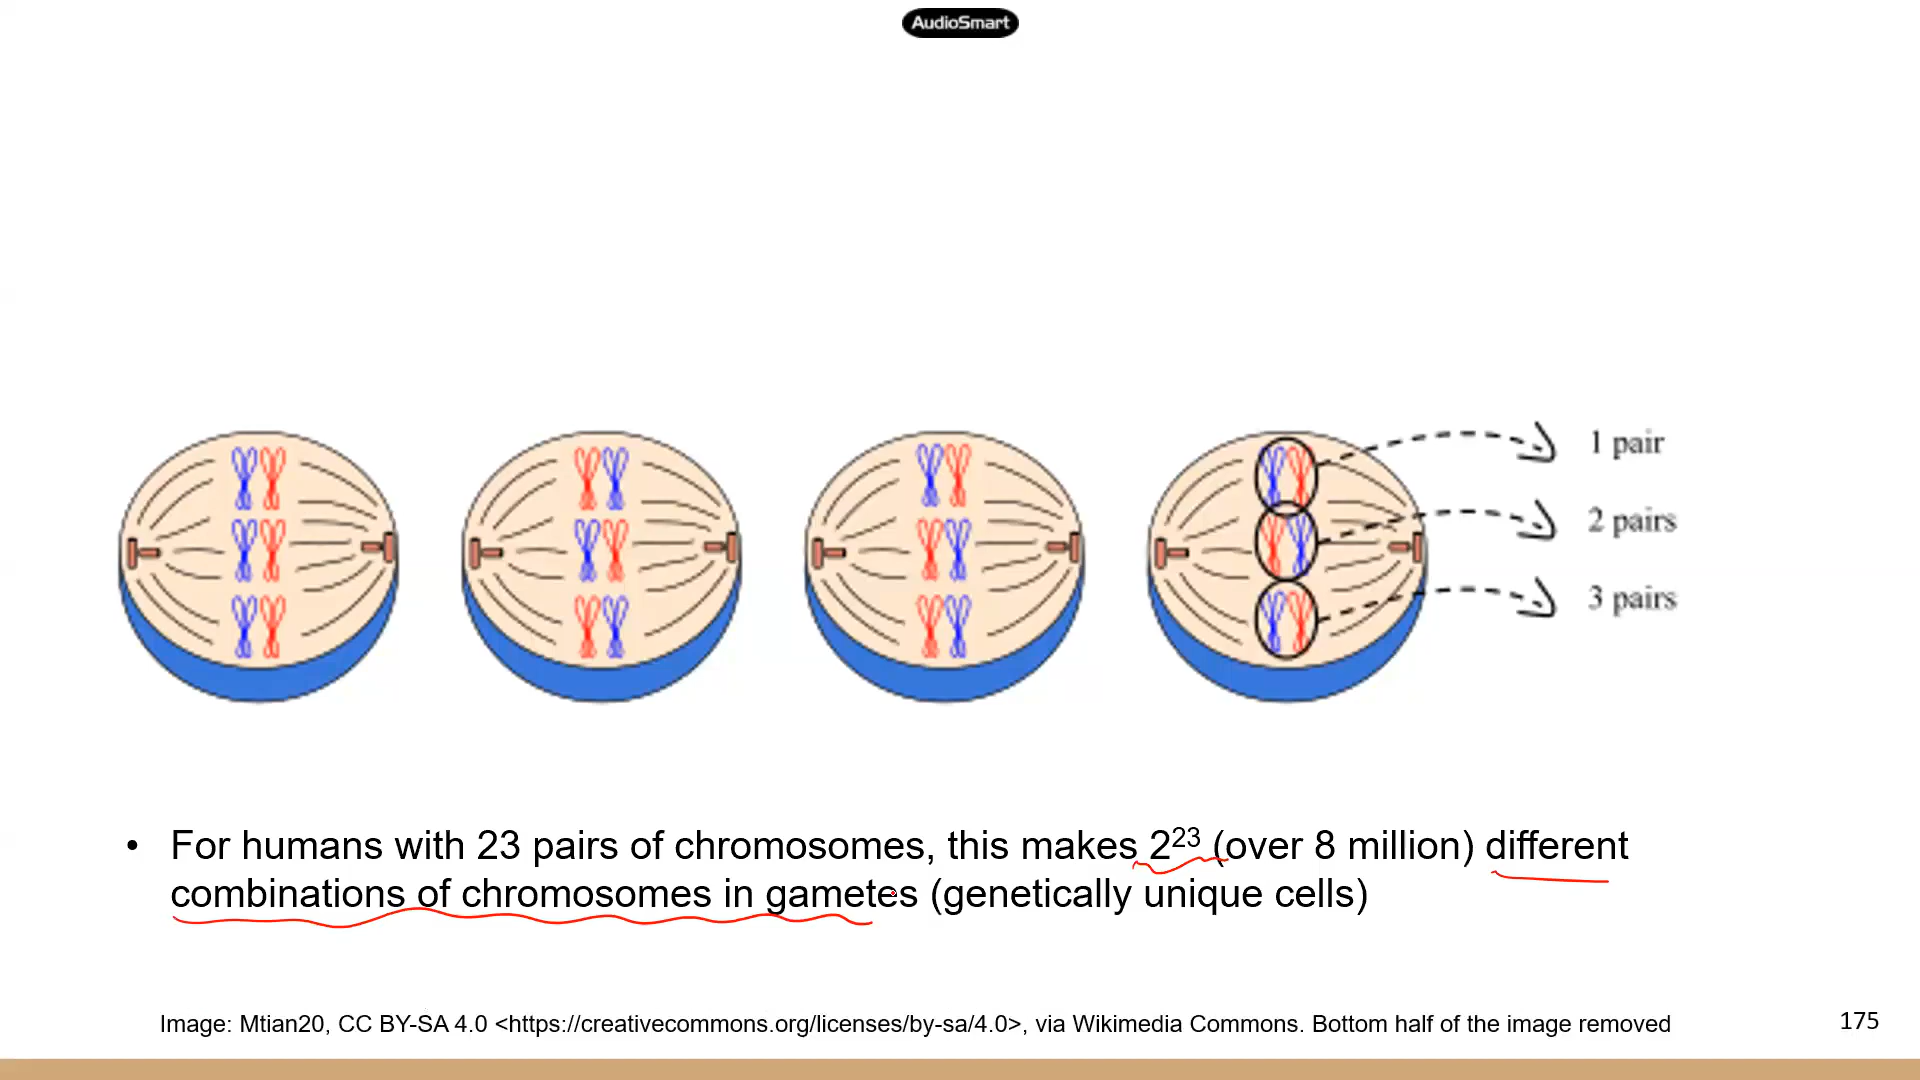 AudioSmart
1 pair
2 pairs
3 pairs
• For humans with 23 pairs of chromosomes, this makes 2²³ (over 8 million) different
combinations of chromosomes in gametes (genetically unique cells)
Image: Mtian20, CC BY-SA 4.0 <https://creativecommons.org/licenses/by-sa/4.0>, via Wikimedia Commons. Bottom half of the image removed
175